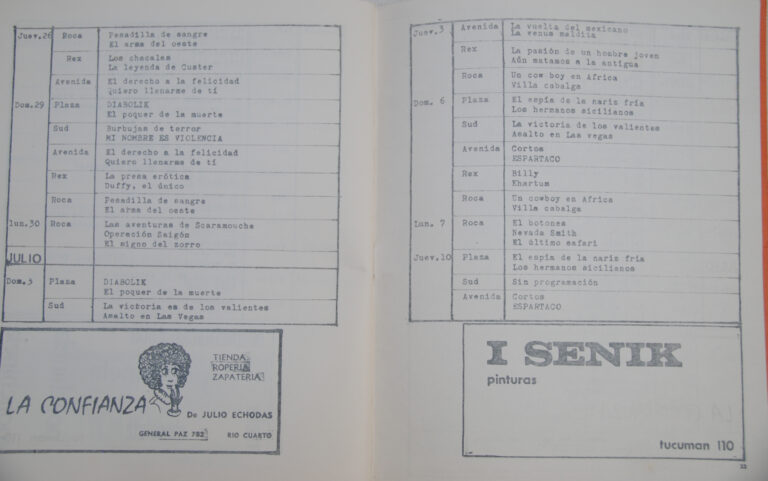 Juev.26 Roca Pesadilla de sangre
El arma del oeste
Rex Los chacales
La leyenda de Custer
Avenida El derecho a la felicidad
Quiero llenarme de tí
Dom.29 Plaza DIABOLIK
El poquer de la muerte
Sud Burbujas de terror
MI NOMBRE ES VIOLENCIA
Avenida El derecho a la felicidad
Quiero llenarme de tí
Rex La presa erótica
Duffy, el único
Roca Pesadilla de sangre
El arma del oeste
lun.30 Roca Las aventuras de Scaramouche
Operación Saigón
El signo del zorro
JULIO
Dom.3 Plaza DIABOLIK
El poquer de la muerte
Sud La victoria es de los valientes
Asalto en Las Vegas
TIENDA
ROPERIA
ZAPATERIA
LA CONFIANZA
De JULIO ECHODAS
GENERAL PAZ 782 RIO CUARTO
Juev.3 Avenida La vuelta del mexicano
La venus maldita
Rex La pasión de un hombre joven
Aún matamos a la antigua
Roca Un cow boy en Africa
Villa cabalga
Dom. 6 Plaza El espía de la nariz fría
Los hermanos sicilianos
Sud La victoria de los valientes
Asalto en Las Vegas
Avenida Cortos
ESPARTACO
Rex Billy
Khartum
Roca Un cowboy en Africa
Villa cabalga
Lun. 7 Roca El botones
Nevada Smith
El último safari
Juev.10 Plaza El espía de la nariz fría
Los hermanos sicilianos
Sud Sin programación
Avenida Cortos
ESPARTACO
I SENIK
pinturas
tucuman 110
33